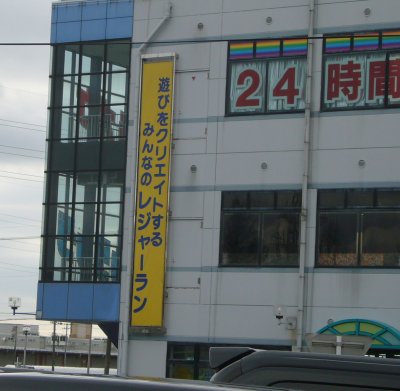 遊びをクリエイトする
みんなのレジャーラン
24時間